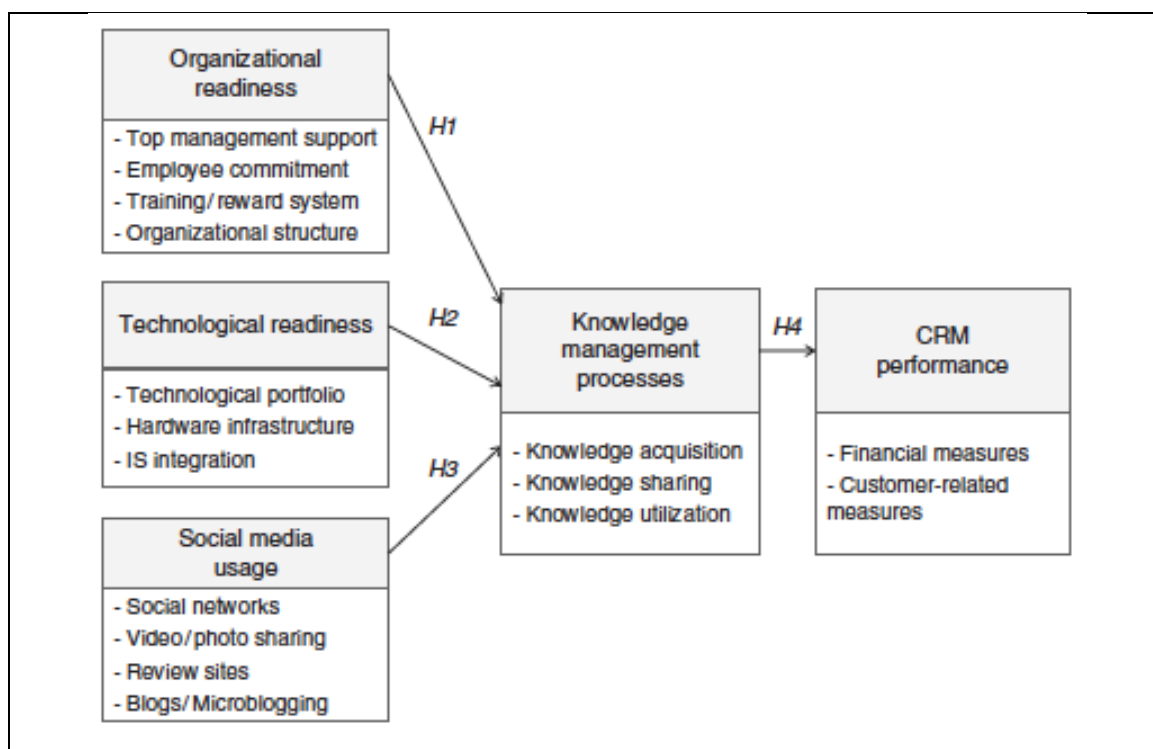 Organizational
readiness
- Top management support
- Employee commitment
- Training/reward system
- Organizational structure
H1
Technological readiness
- Technological portfolio
- Hardware infrastructure
- IS integration
H2
Social media
usage
- Social networks
- Video/photo sharing
- Review sites
- Blogs/Microblogging
H3
Knowledge
management
processes
- Knowledge acquisition
- Knowledge sharing
- Knowledge utilization
H4
CRM
performance
- Financial measures
- Customer-related
measures